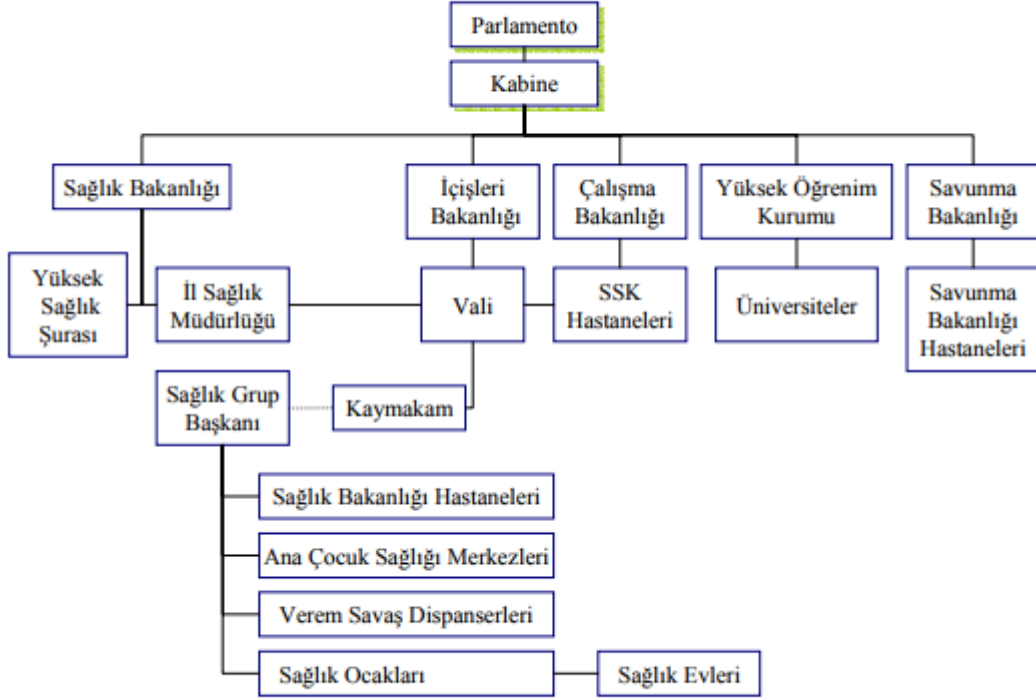 Parlamento
Kabine
Sağlık Bakanlığı
İçişleri
Bakanlığı
Çalışma
Bakanlığı
Yüksek Öğrenim
Kurumu
Savunma
Bakanlığı
Yüksek
Sağlık
Şurası
İl Sağlık
Müdürlüğü
Vali
SSK
Hastaneleri
Üniversiteler
Savunma
Bakanlığı
Hastaneleri
Sağlık Grup
Başkanı
Kaymakam
Sağlık Bakanlığı Hastaneleri
Ana Çocuk Sağlığı Merkezleri
Verem Savaş Dispanserleri
Sağlık Ocakları
Sağlık Evleri